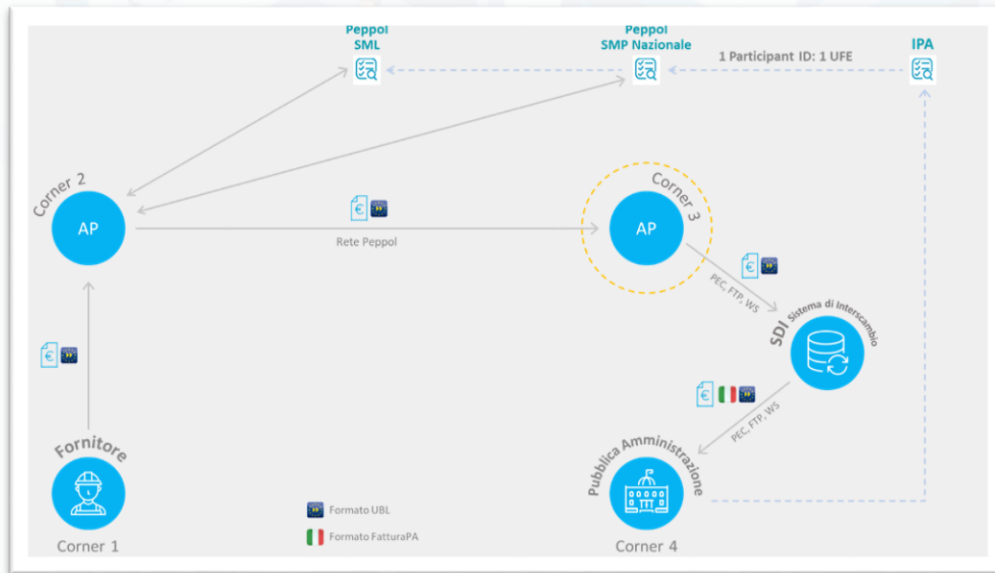 Peppol
SML
Peppol
SMP Nazionale
1 Participant ID: 1 UFE
IPA
Corner 2
AP
Rete Peppol
Corner 3
AP
PEC, FTP, WS
SDI Sistema di Interscambio
PEC, FTP, WS
Fornitore
Corner 1
Formato UBL
Formato FatturaPA
Pubblica Amministrazione
Corner 4